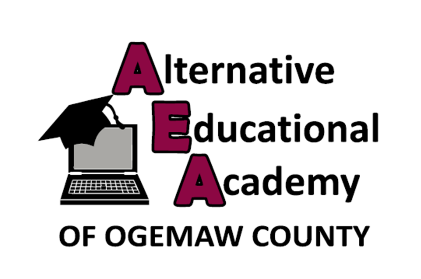 Alternative
Educational
Academy
OF OGEMAW COUNTY